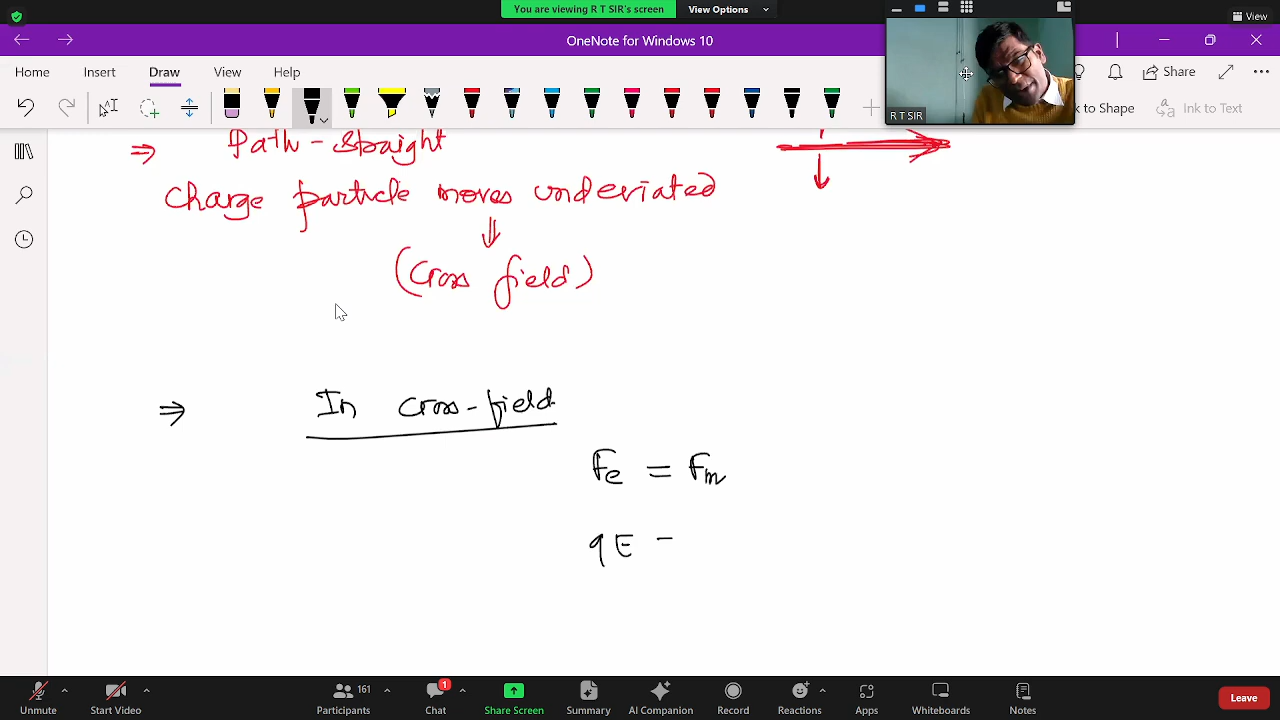 You are viewing R T SIR's screen View Options
View
OneNote for Windows 10
Home Insert Draw View Help
Share
R T SIR
to Shape Ink to Text
⇒ Path - straight
charge particle moves undeviated
⇓
(Cross field)
⇒ In cross-field
Fe = Fm
qE -
161 1
Unmute Start Video Participants Chat Share Screen Summary AI Companion Record Reactions Apps Whiteboards Notes Leave